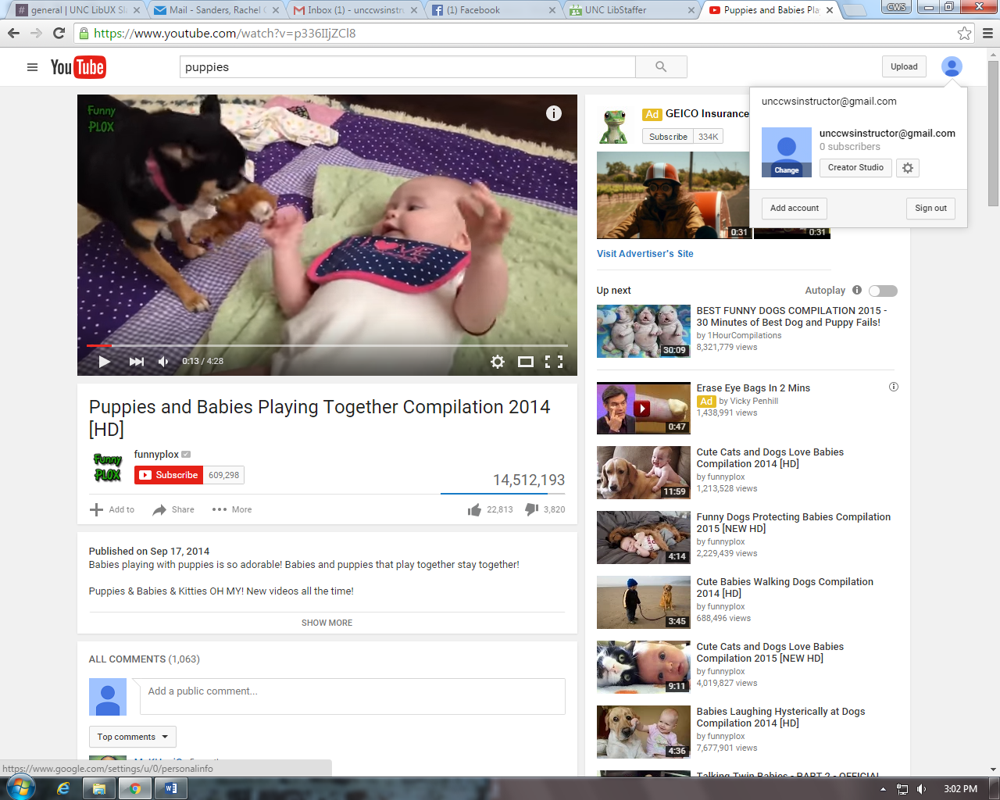 general | UNC LibUX Sl
Mail - Sanders, Rachel
Inbox (1) - unccwsinstru
(1) Facebook
UNC LibStaffer
Puppies and Babies Pla
CWS
https://www.youtube.com/watch?v=p336IIjZCl8
YouTube
puppies
Upload
unccwsinstructor@gmail.com
unccwsinstructor@gmail.com
0 subscribers
Change
Creator Studio
Add account
Sign out
Funny
PLOX
0:13 / 4:28
Ad GEICO Insurance
Subscribe 334K
0:31
0:31
Visit Advertiser's Site
Up next
Autoplay
BEST FUNNY DOGS COMPILATION 2015 -
30 Minutes of Best Dog and Puppy Fails!
by 1HourCompilations
8,321,779 views
30:09
Erase Eye Bags In 2 Mins
Ad by Vicky Penhill
1,438,991 views
0:47
Cute Cats and Dogs Love Babies
Compilation 2014 [HD]
by funnyplox
1,213,528 views
11:59
Funny Dogs Protecting Babies Compilation
2015 [NEW HD]
by funnyplox
2,229,439 views
4:14
Cute Babies Walking Dogs Compilation
2014 [HD]
by funnyplox
688,496 views
3:45
Cute Cats and Dogs Love Babies
Compilation 2015 [NEW HD]
by funnyplox
4,019,827 views
9:11
Babies Laughing Hysterically at Dogs
Compilation 2014 [HD]
by funnyplox
7,677,901 views
4:36
Talking Twin Babies - PART 2 - OFFICIAL
Puppies and Babies Playing Together Compilation 2014
[HD]
Funny
PLOX
funnyplox
Subscribe 609,298
14,512,193
Add to
Share
More
22,813
3,820
Published on Sep 17, 2014
Babies playing with puppies is so adorable! Babies and puppies that play together stay together!
Puppies & Babies & Kitties OH MY! New videos all the time!
SHOW MORE
ALL COMMENTS (1,063)
Add a public comment...
Top comments
https://www.google.com/settings/u/0/personalinfo
3:02 PM